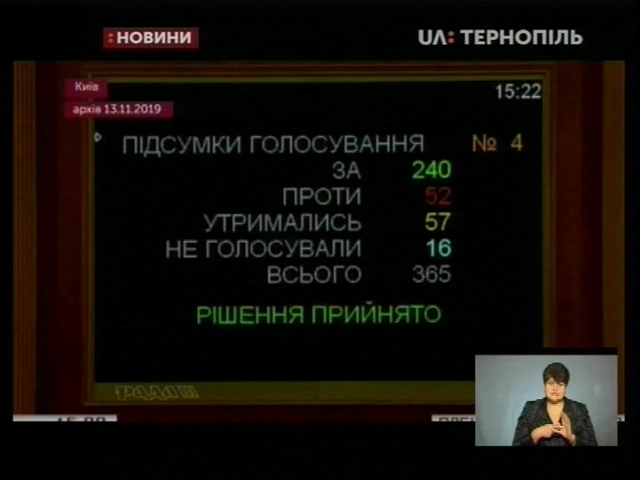 :НОВИНИ
UA: ТЕРНОПІЛЬ
Київ
архів 13.11.2019
15:22
ПІДСУМКИ ГОЛОСУВАННЯ № 4
ЗА 240
ПРОТИ 52
УТРИМАЛИСЬ 57
НЕ ГОЛОСУВАЛИ 16
ВСЬОГО 365
РІШЕННЯ ПРИЙНЯТО